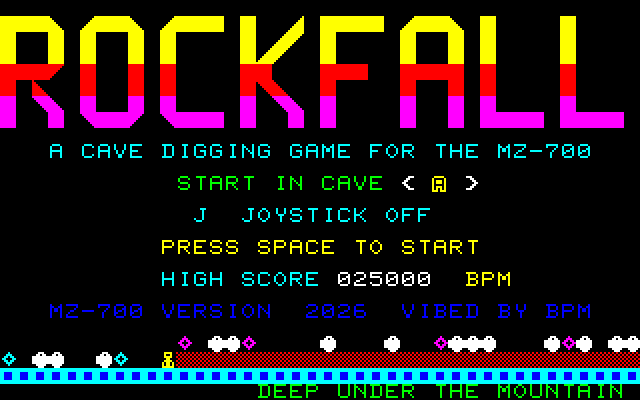 ROCKFALL
A CAVE DIGGING GAME FOR THE MZ-700
START IN CAVE < A >
J JOYSTICK OFF
PRESS SPACE TO START
HIGH SCORE 025000 BPM
MZ-700 VERSION 2026 VIBED BY BPM
DEEP UNDER THE MOUNTAIN